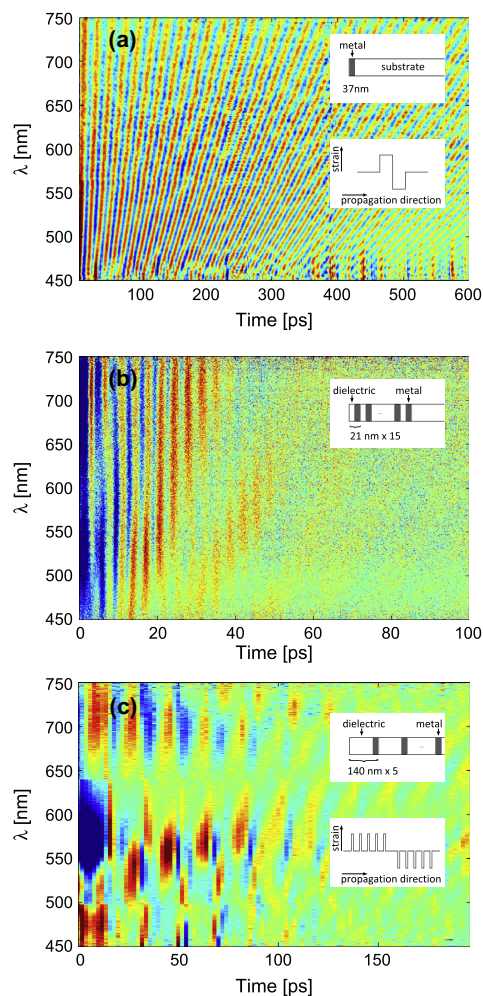 750
700
650
600
550
500
450
λ [nm]
(a)
metal
substrate
37nm
strain
propagation direction
100 200 300 400 500 600
Time [ps]
750
700
650
600
550
500
450
λ [nm]
(b)
dielectric metal
...
21 nm x 15
0 20 40 60 80 100
Time [ps]
750
700
650
600
550
500
450
λ [nm]
(c)
dielectric metal
...
140 nm x 5
strain
propagation direction
0 50 100 150
Time [ps]